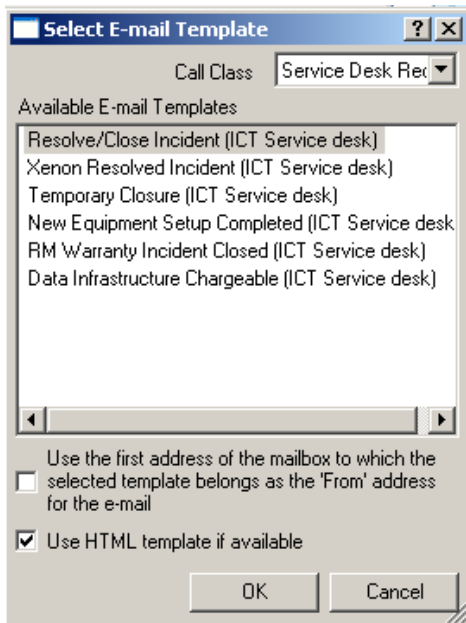 Select E-mail Template
Call Class Service Desk Rec
Available E-mail Templates
Resolve/Close Incident (ICT Service desk)
Xenon Resolved Incident (ICT Service desk)
Temporary Closure (ICT Service desk)
New Equipment Setup Completed (ICT Service desk
RM Warranty Incident Closed (ICT Service desk)
Data Infrastructure Chargeable (ICT Service desk)
Use the first address of the mailbox to which the
selected template belongs as the 'From' address
for the e-mail
Use HTML template if available
OK Cancel